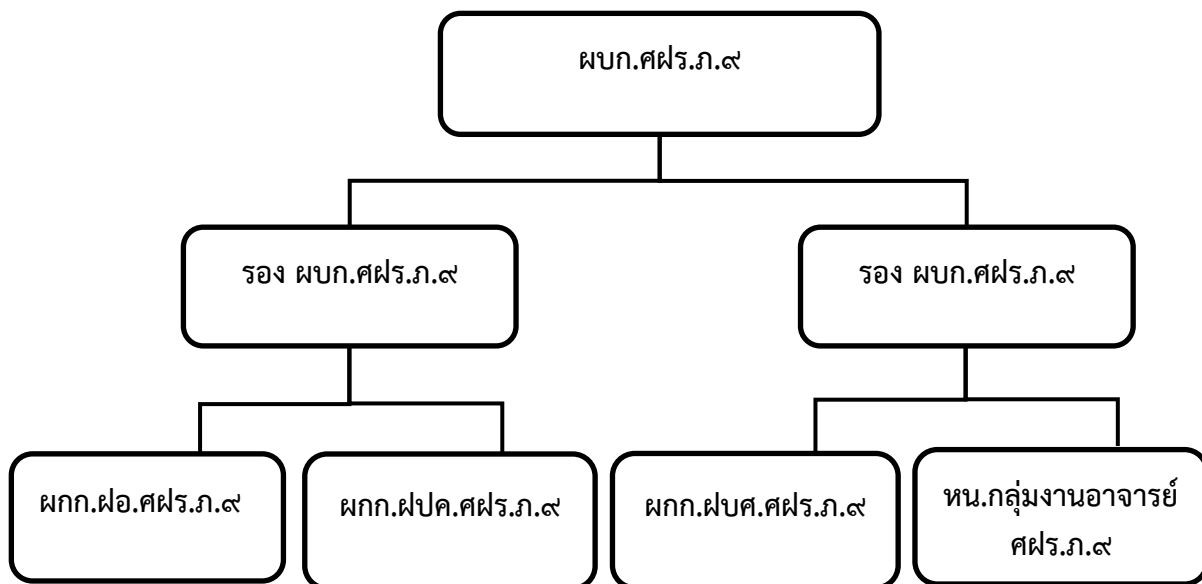 ผบก.ศฝร.ภ.๙
รอง ผบก.ศฝร.ภ.๙
รอง ผบก.ศฝร.ภ.๙
ผกก.ฝอ.ศฝร.ภ.๙
ผกก.ฝปค.ศฝร.ภ.๙
ผกก.ฝบศ.ศฝร.ภ.๙
หน.กลุ่มงานอาจารย์
ศฝร.ภ.๙